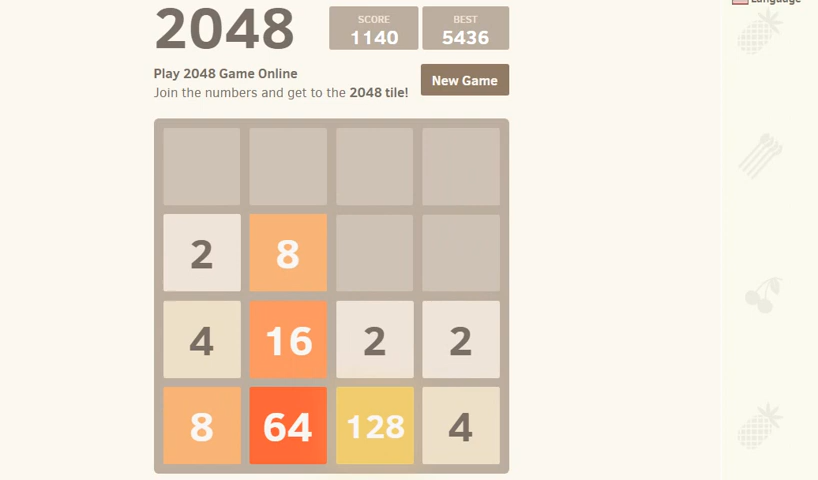 Language
2048
SCORE
1140
BEST
5436
Play 2048 Game Online
Join the numbers and get to the 2048 tile!
New Game
2 8
4 16 2 2
8 64 128 4